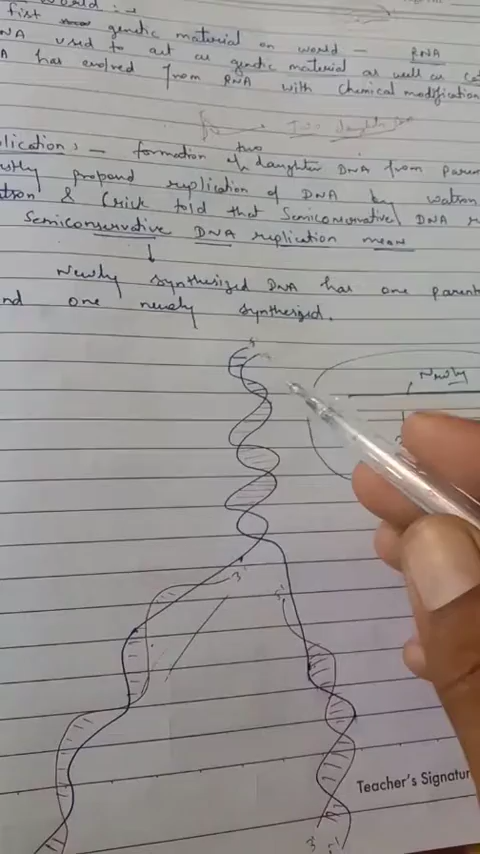 first genetic material on world - RNA
NA used to act as genetic material as well as
A has evolved from RNA with chemical modification
plication : - formation of two daughter DNA from paren
stly propond replication of DNA by watson
tson & Crick told that Semiconservative DNA r
Semiconservative DNA replication mean
↓
Newly synthesized DNA has one parent
nd one newly synthesized.
Newly
3'
5'
3'
5'
Teacher's Signatur